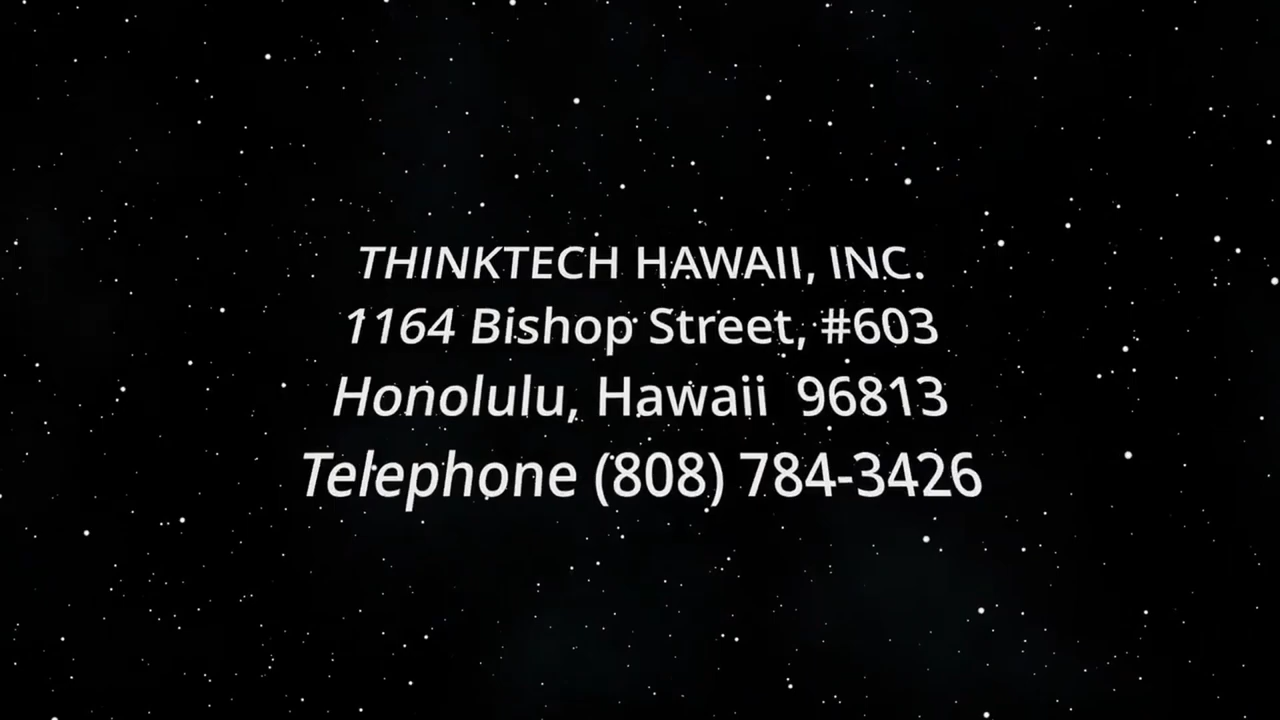 THINKTECH HAWAII, INC.
1164 Bishop Street, #603
Honolulu, Hawaii  96813
Telephone (808) 784-3426